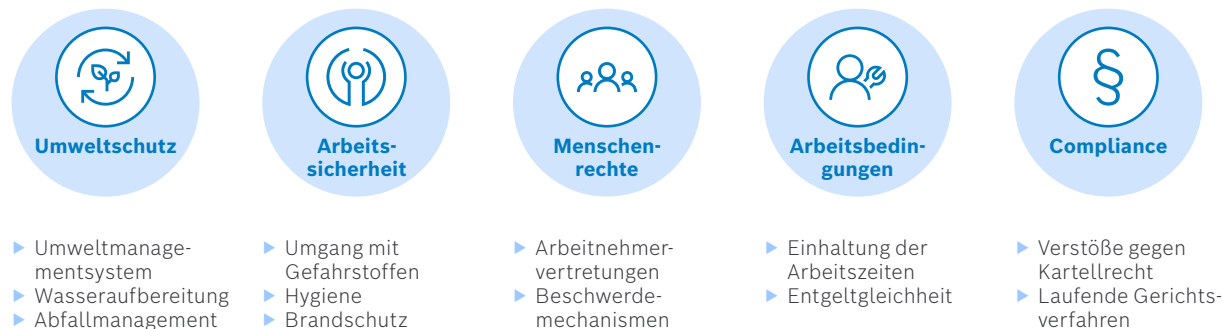 Umweltschutz
Arbeits-
sicherheit
Menschen-
rechte
Arbeitsbedin-
gungen
§
Compliance
▶ Umweltmanage-
mentsystem
▶ Wasseraufbereitung
▶ Abfallmanagement
▶ Umgang mit
Gefahrstoffen
▶ Hygiene
▶ Brandschutz
▶ Arbeitnehmer-
vertretungen
▶ Beschwerde-
mechanismen
▶ Einhaltung der
Arbeitszeiten
▶ Entgeltgleichheit
▶ Verstöße gegen
Kartellrecht
▶ Laufende Gerichts-
verfahren